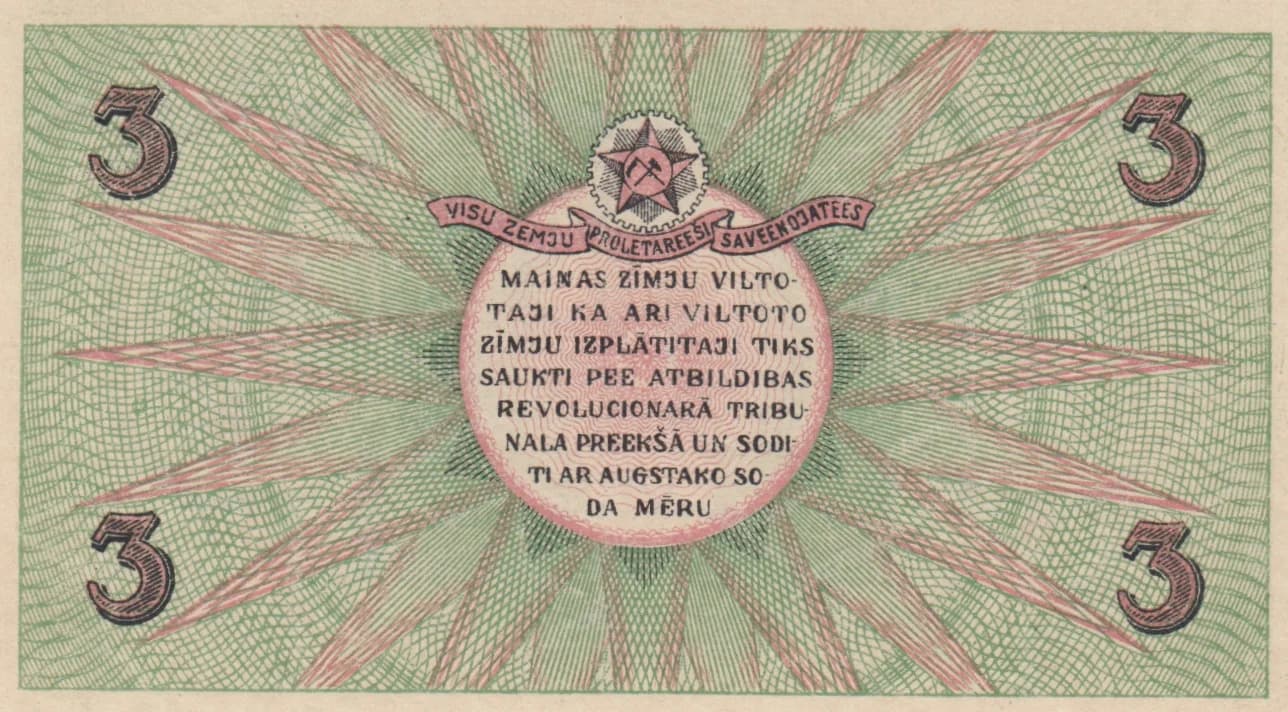 3 3
VISU ZEMJU PROLETAREEŠI SAVEENOJATEES
MAIŅAS ZĪMJU VILTO-
TAJI KA ARI VILTOTO
ZĪMJU IZPLĀTITAJI TIKS
SAUKTI PEE ATBILDIBAS
REVOLUCIONARĀ TRIBU-
NALA PREEKŠĀ UN SODI-
TI AR AUGSTAKO SO-
DA MĒRU
3 3